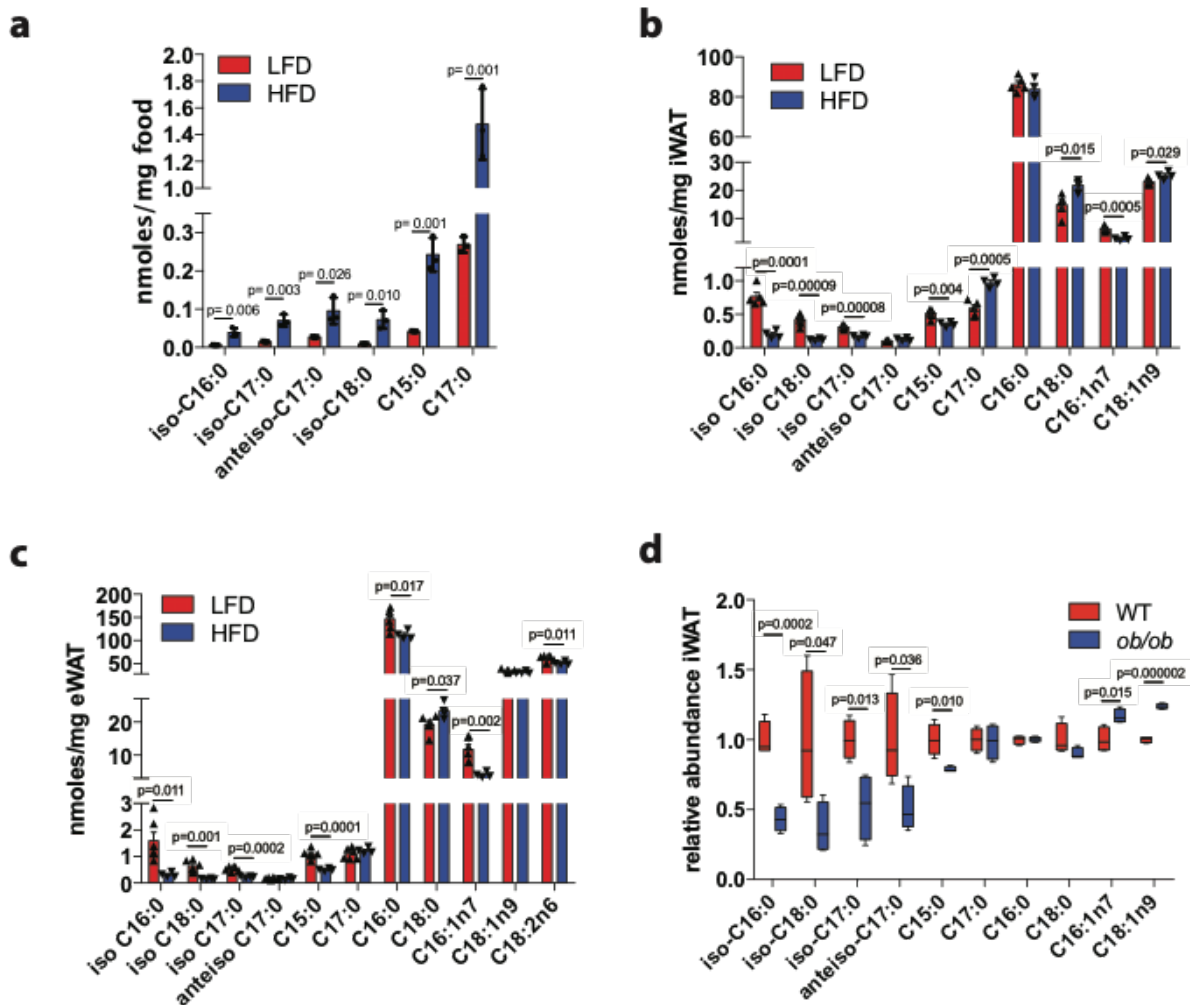 a
nmoles/mg food
2.0
1.8
1.6
1.4
1.2
1.0
0.3
0.2
0.1
0.0
LFD
HFD
p= 0.006
p= 0.003
p= 0.026
p= 0.010
p= 0.001
p= 0.001
iso-C16:0
iso-C17:0
anteiso-C17:0
iso-C18:0
C15:0
C17:0
b
nmoles/mg iWAT
100
80
60
30
20
10
1.0
0.5
0.0
LFD
HFD
p=0.0001
p=0.00009
p=0.00008
p=0.004
p=0.0005
p=0.015
p=0.0005
p=0.029
iso C16:0
iso C18:0
iso C17:0
anteiso C17:0
C15:0
C17:0
C16:0
C18:0
C16:1n7
C18:1n9
c
nmoles/mg eWAT
200
150
100
50
20
10
3
2
1
0
LFD
HFD
p=0.011
p=0.001
p=0.0002
p=0.0001
p=0.017
p=0.037
p=0.002
p=0.011
iso C16:0
iso C18:0
iso C17:0
anteiso C17:0
C15:0
C17:0
C16:0
C18:0
C16:1n7
C18:1n9
C18:2n6
d
relative abundance iWAT
2.0
1.5
1.0
0.5
0.0
WT
ob/ob
p=0.0002
p=0.047
p=0.013
p=0.036
p=0.010
p=0.015
p=0.000002
iso-C16:0
iso-C18:0
iso-C17:0
anteiso-C17:0
C15:0
C17:0
C16:0
C18:0
C16:1n7
C18:1n9